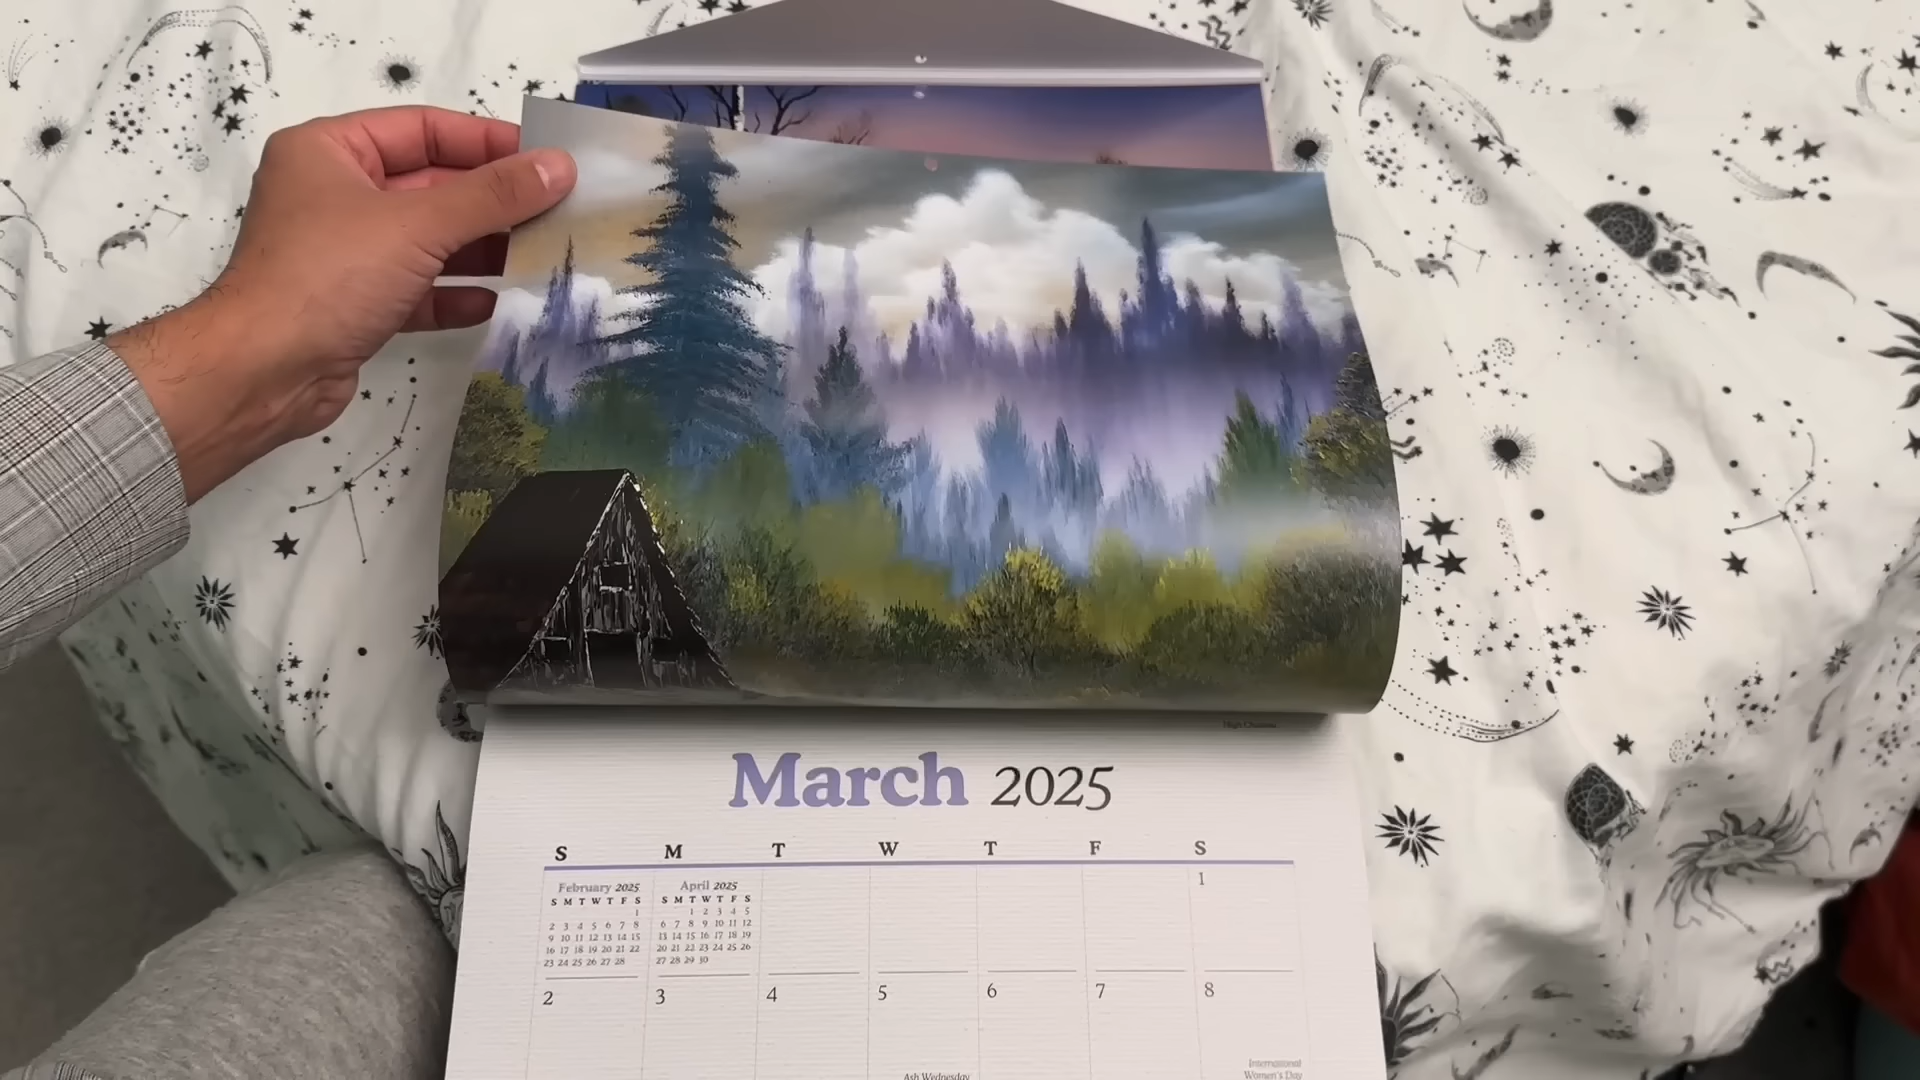 High Chateau
March 2025
S M T W T F S
February 2025
S M T W T F S
1
2 3 4 5 6 7 8
9 10 11 12 13 14 15
16 17 18 19 20 21 22
23 24 25 26 27 28
April 2025
S M T W T F S
1 2 3 4 5
6 7 8 9 10 11 12
13 14 15 16 17 18 19
20 21 22 23 24 25 26
27 28 29 30
1
2 3 4 5 6 7 8
Ash Wednesday
International
Women's Day